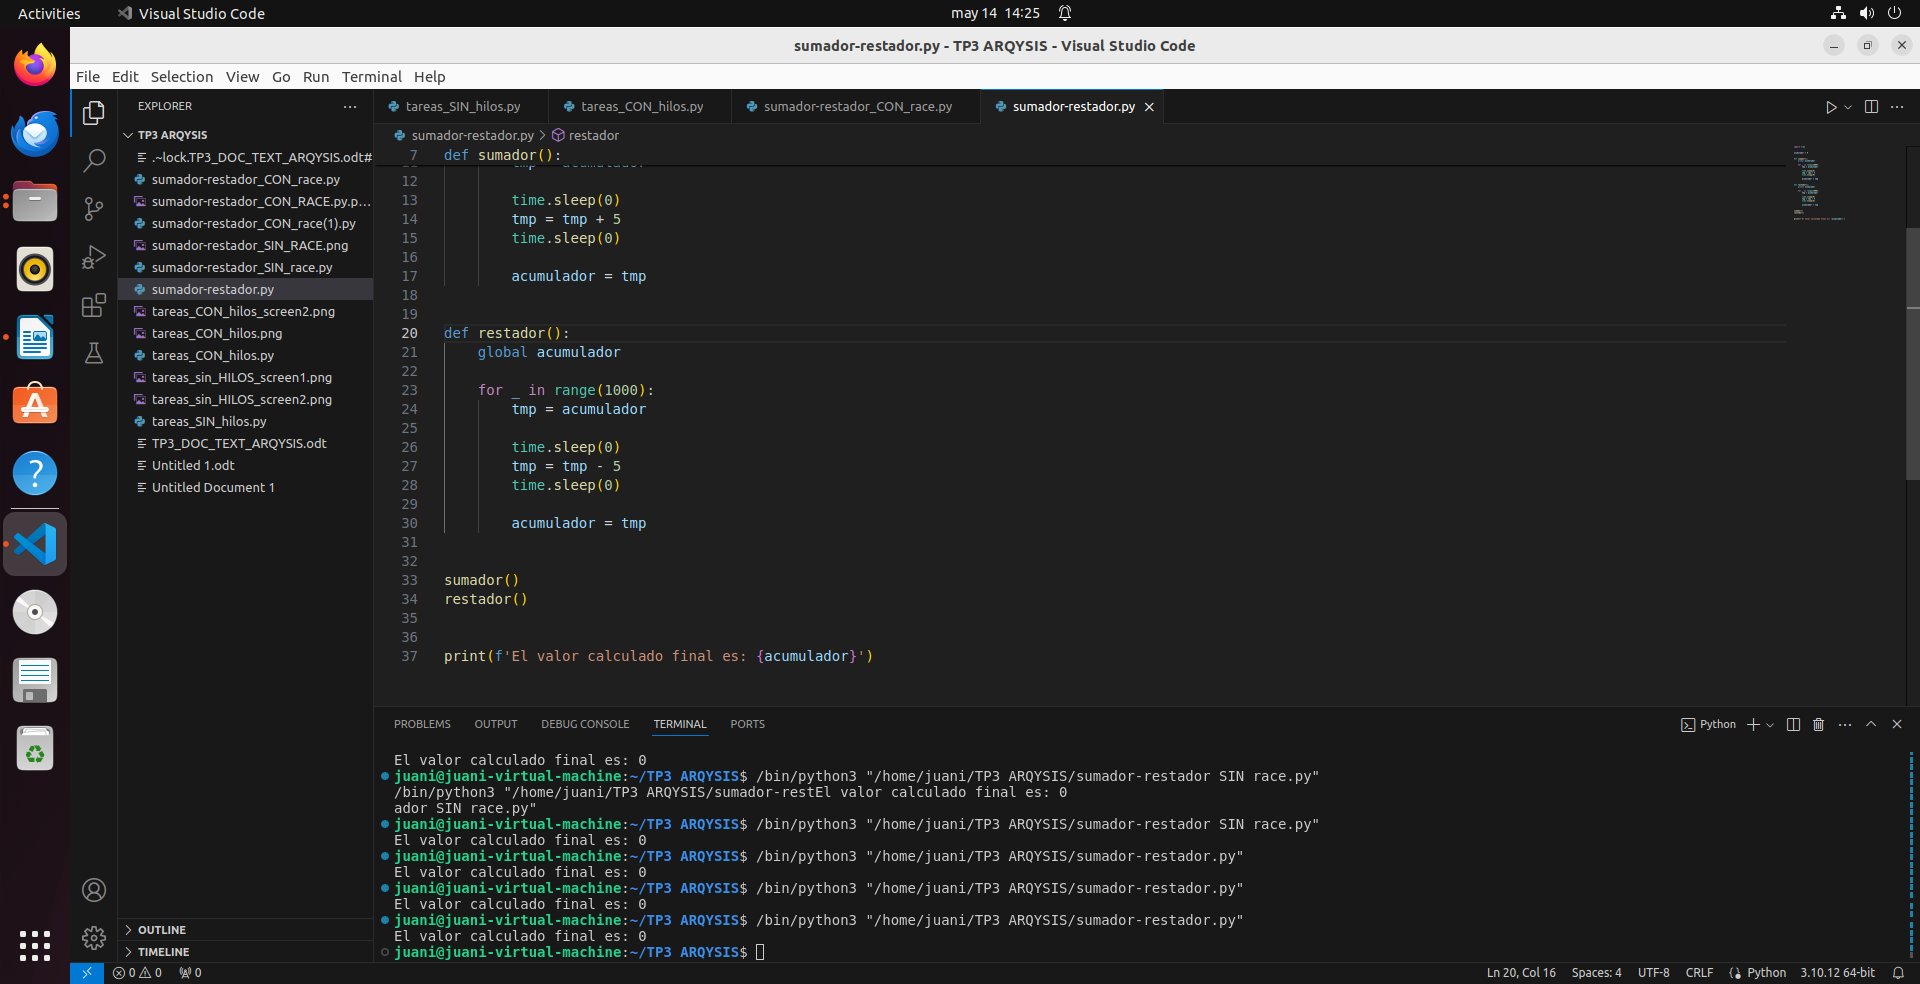 Activities
Visual Studio Code
may 14 14:25
sumador-restador.py - TP3 ARQYSIS - Visual Studio Code
File Edit Selection View Go Run Terminal Help
EXPLORER
TP3 ARQYSIS
.~lock.TP3_DOC_TEXT_ARQYSIS.odt#
sumador-restador_CON_race.py
sumador-restador_CON_RACE.py.p...
sumador-restador_CON_race(1).py
sumador-restador_SIN_RACE.png
sumador-restador_SIN_race.py
sumador-restador.py
tareas_CON_hilos_screen2.png
tareas_CON_hilos.png
tareas_CON_hilos.py
tareas_sin_HILOS_screen1.png
tareas_sin_HILOS_screen2.png
tareas_SIN_hilos.py
TP3_DOC_TEXT_ARQYSIS.odt
Untitled 1.odt
Untitled Document 1
OUTLINE
TIMELINE
tareas_SIN_hilos.py
tareas_CON_hilos.py
sumador-restador_CON_race.py
sumador-restador.py
sumador-restador.py > restador
7 def sumador():
12
13 time.sleep(0)
14 tmp = tmp + 5
15 time.sleep(0)
16
17 acumulador = tmp
18
19
20 def restador():
21 global acumulador
22
23 for _ in range(1000):
24 tmp = acumulador
25
26 time.sleep(0)
27 tmp = tmp - 5
28 time.sleep(0)
29
30 acumulador = tmp
31
32
33 sumador()
34 restador()
35
36
37 print(f'El valor calculado final es: {acumulador}')
PROBLEMS OUTPUT DEBUG CONSOLE TERMINAL PORTS
Python
El valor calculado final es: 0
juani@juani-virtual-machine:~/TP3 ARQYSIS$ /bin/python3 "/home/juani/TP3 ARQYSIS/sumador-restador SIN race.py"
/bin/python3 "/home/juani/TP3 ARQYSIS/sumador-restEl valor calculado final es: 0
ador SIN race.py"
juani@juani-virtual-machine:~/TP3 ARQYSIS$ /bin/python3 "/home/juani/TP3 ARQYSIS/sumador-restador SIN race.py"
El valor calculado final es: 0
juani@juani-virtual-machine:~/TP3 ARQYSIS$ /bin/python3 "/home/juani/TP3 ARQYSIS/sumador-restador.py"
El valor calculado final es: 0
juani@juani-virtual-machine:~/TP3 ARQYSIS$ /bin/python3 "/home/juani/TP3 ARQYSIS/sumador-restador.py"
El valor calculado final es: 0
juani@juani-virtual-machine:~/TP3 ARQYSIS$ /bin/python3 "/home/juani/TP3 ARQYSIS/sumador-restador.py"
El valor calculado final es: 0
juani@juani-virtual-machine:~/TP3 ARQYSIS$
0 0 0
Ln 20, Col 16 Spaces: 4 UTF-8 CRLF Python 3.10.12 64-bit